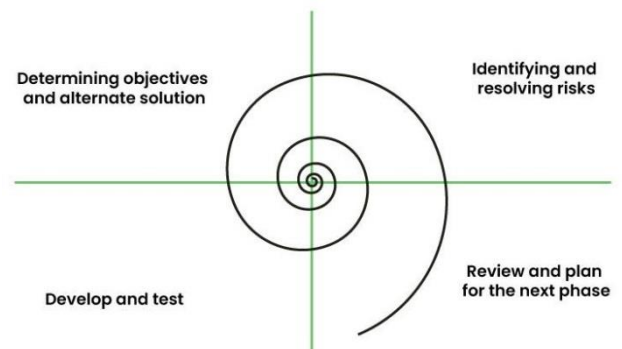 Determining objectives
and alternate solution
Identifying and
resolving risks
Develop and test
Review and plan
for the next phase